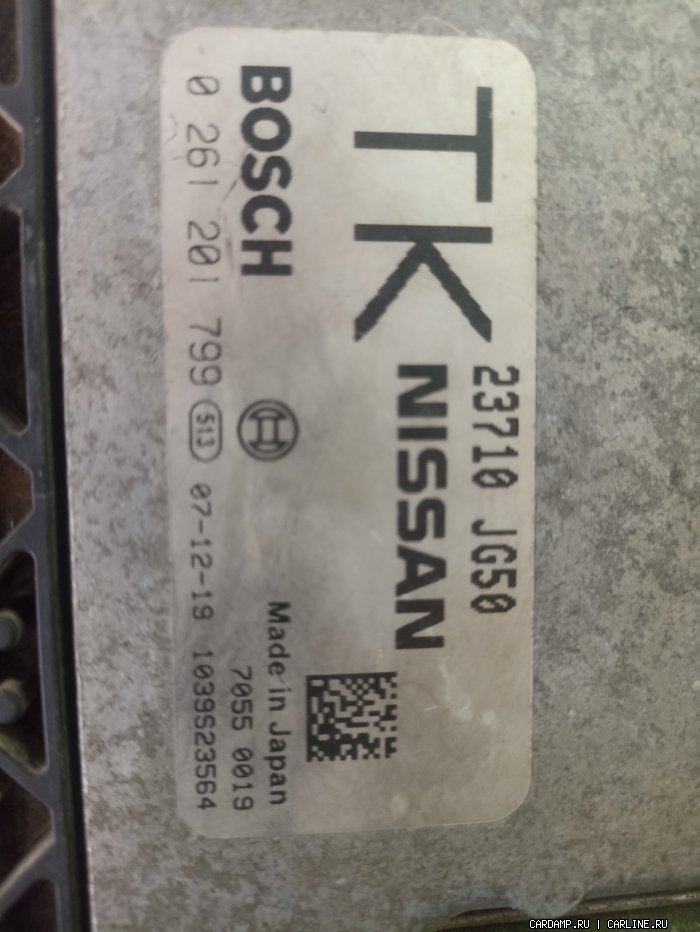 TK
23710 JG50
NISSAN
BOSCH
Made in Japan
7055 0019
0 261 201 799 513 07-12-19 1039S23564
CARDAMP.RU | CARLINE.RU